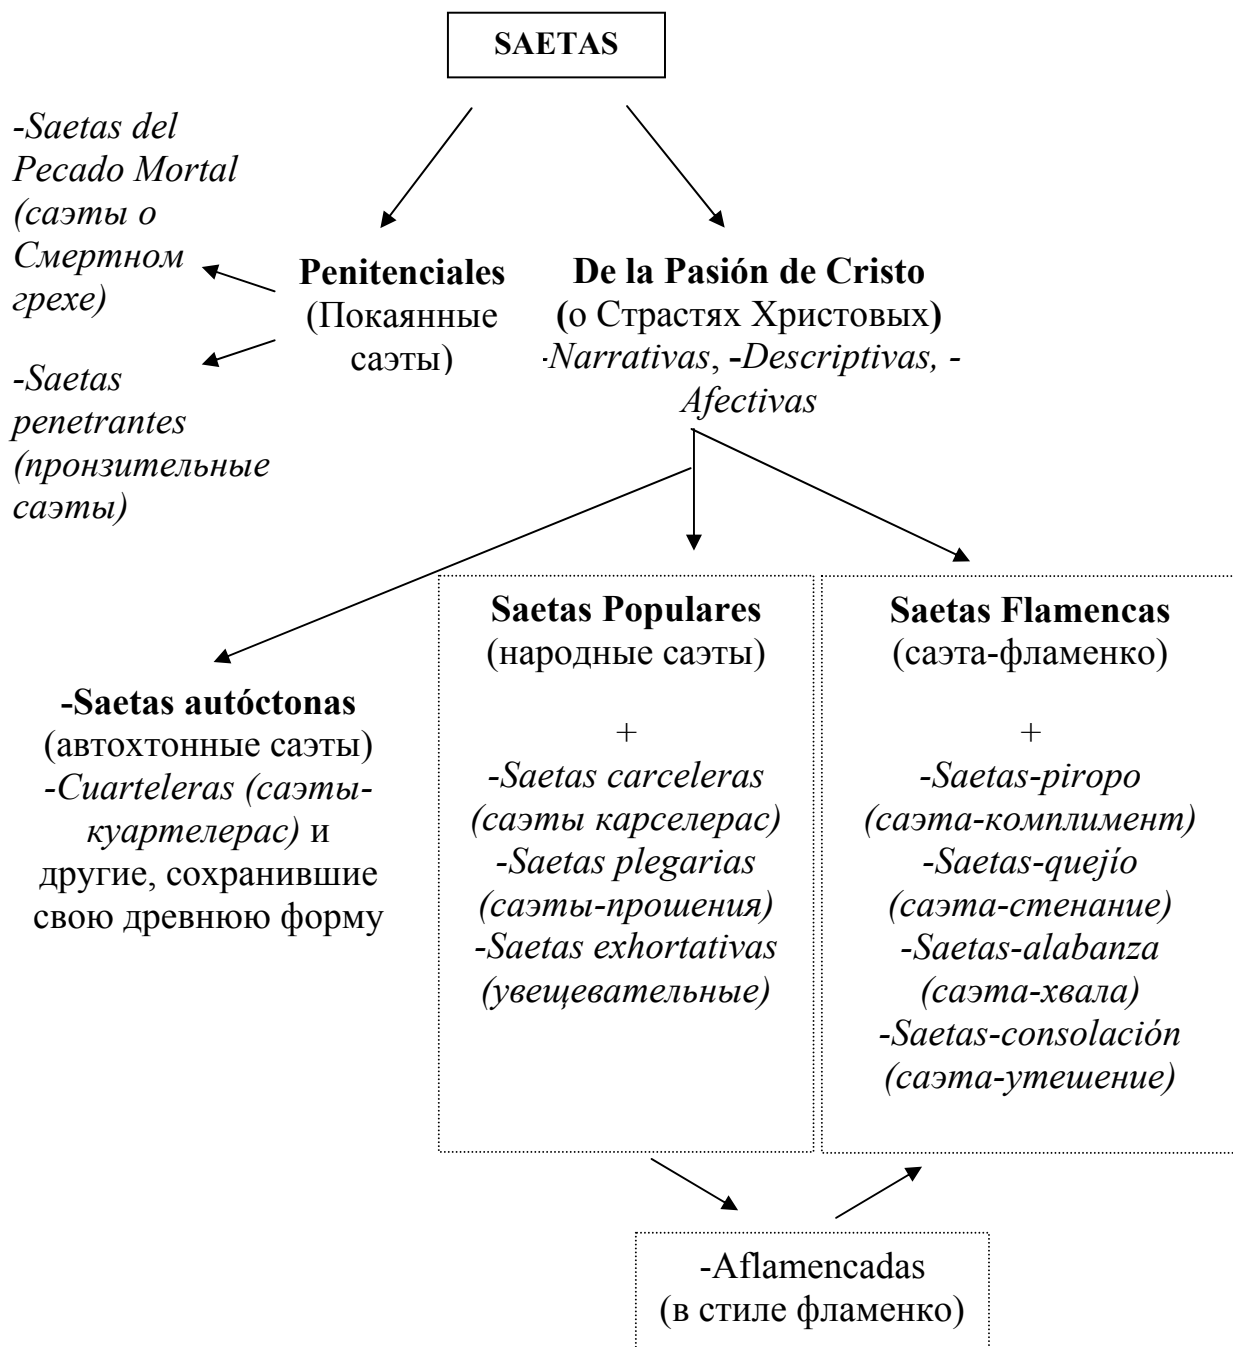 SAETAS
-Saetas del
Pecado Mortal
(саэты о
Смертном
грехе)
-Saetas
penetrantes
(пронзительные
саэты)
Penitenciales
(Покаянные
саэты)
De la Pasión de Cristo
(о Страстях Христовых)
-Narrativas, -Descriptivas, -
Afectivas
-Saetas autóctonas
(автохтонные саэты)
-Cuarteleras (саэты-
куартелерас) и
другие, сохранившие
свою древнюю форму
Saetas Populares
(народные саэты)
+
-Saetas carceleras
(саэты карселерас)
-Saetas plegarias
(саэты-прошения)
-Saetas exhortativas
(увещевательные)
Saetas Flamencas
(саэта-фламенко)
+
-Saetas-piropo
(саэта-комплимент)
-Saetas-quejío
(саэта-стенание)
-Saetas-alabanza
(саэта-хвала)
-Saetas-consolación
(саэта-утешение)
-Aflamencadas
(в стиле фламенко)